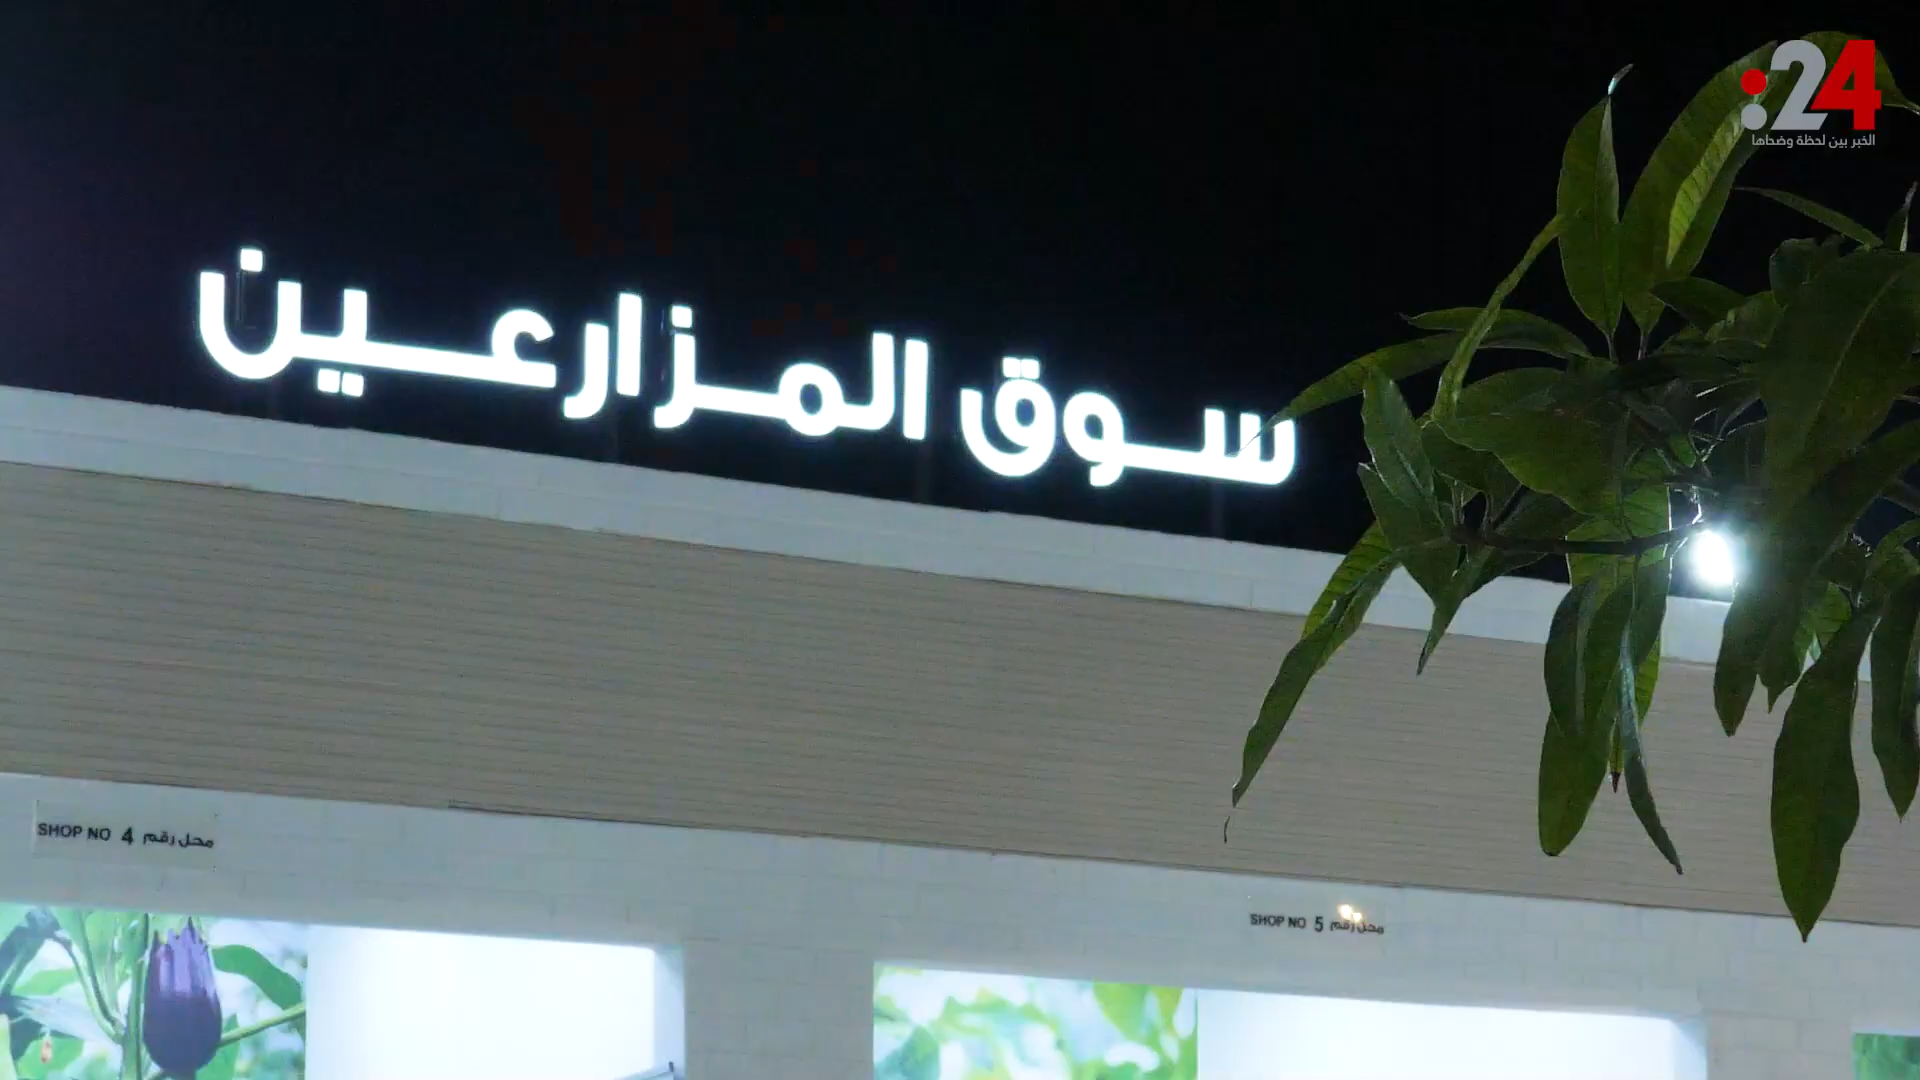 :24
الخبر بين لحظة وضحاها
سوق المزارعين
SHOP NO 4 محل رقم
SHOP NO 5 محل رقم